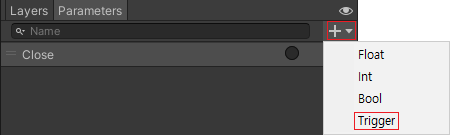 Layers Parameters
Name
Close
Float
Int
Bool
Trigger